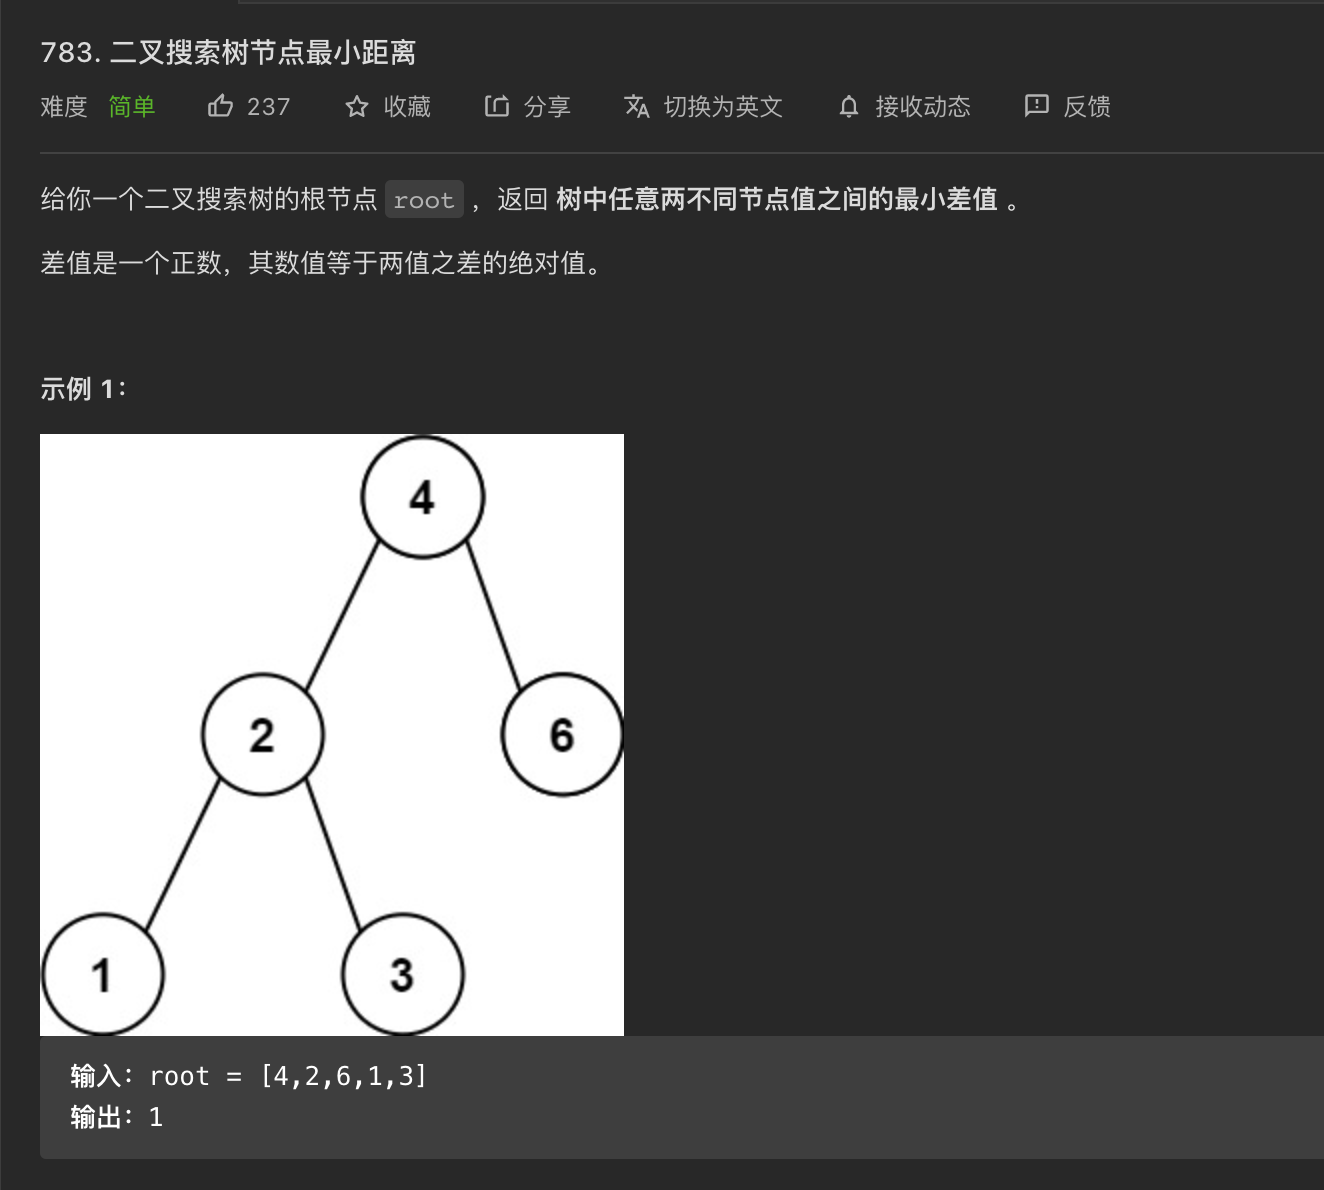 783. 二叉搜索树节点最小距离
难度 简单 237 收藏 分享 切换为英文 接收动态 反馈
给你一个二叉搜索树的根节点 root ，返回 树中任意两不同节点值之间的最小差值 。
差值是一个正数，其数值等于两值之差的绝对值。
示例 1：
4
2 6
1 3
输入：root = [4,2,6,1,3]
输出：1